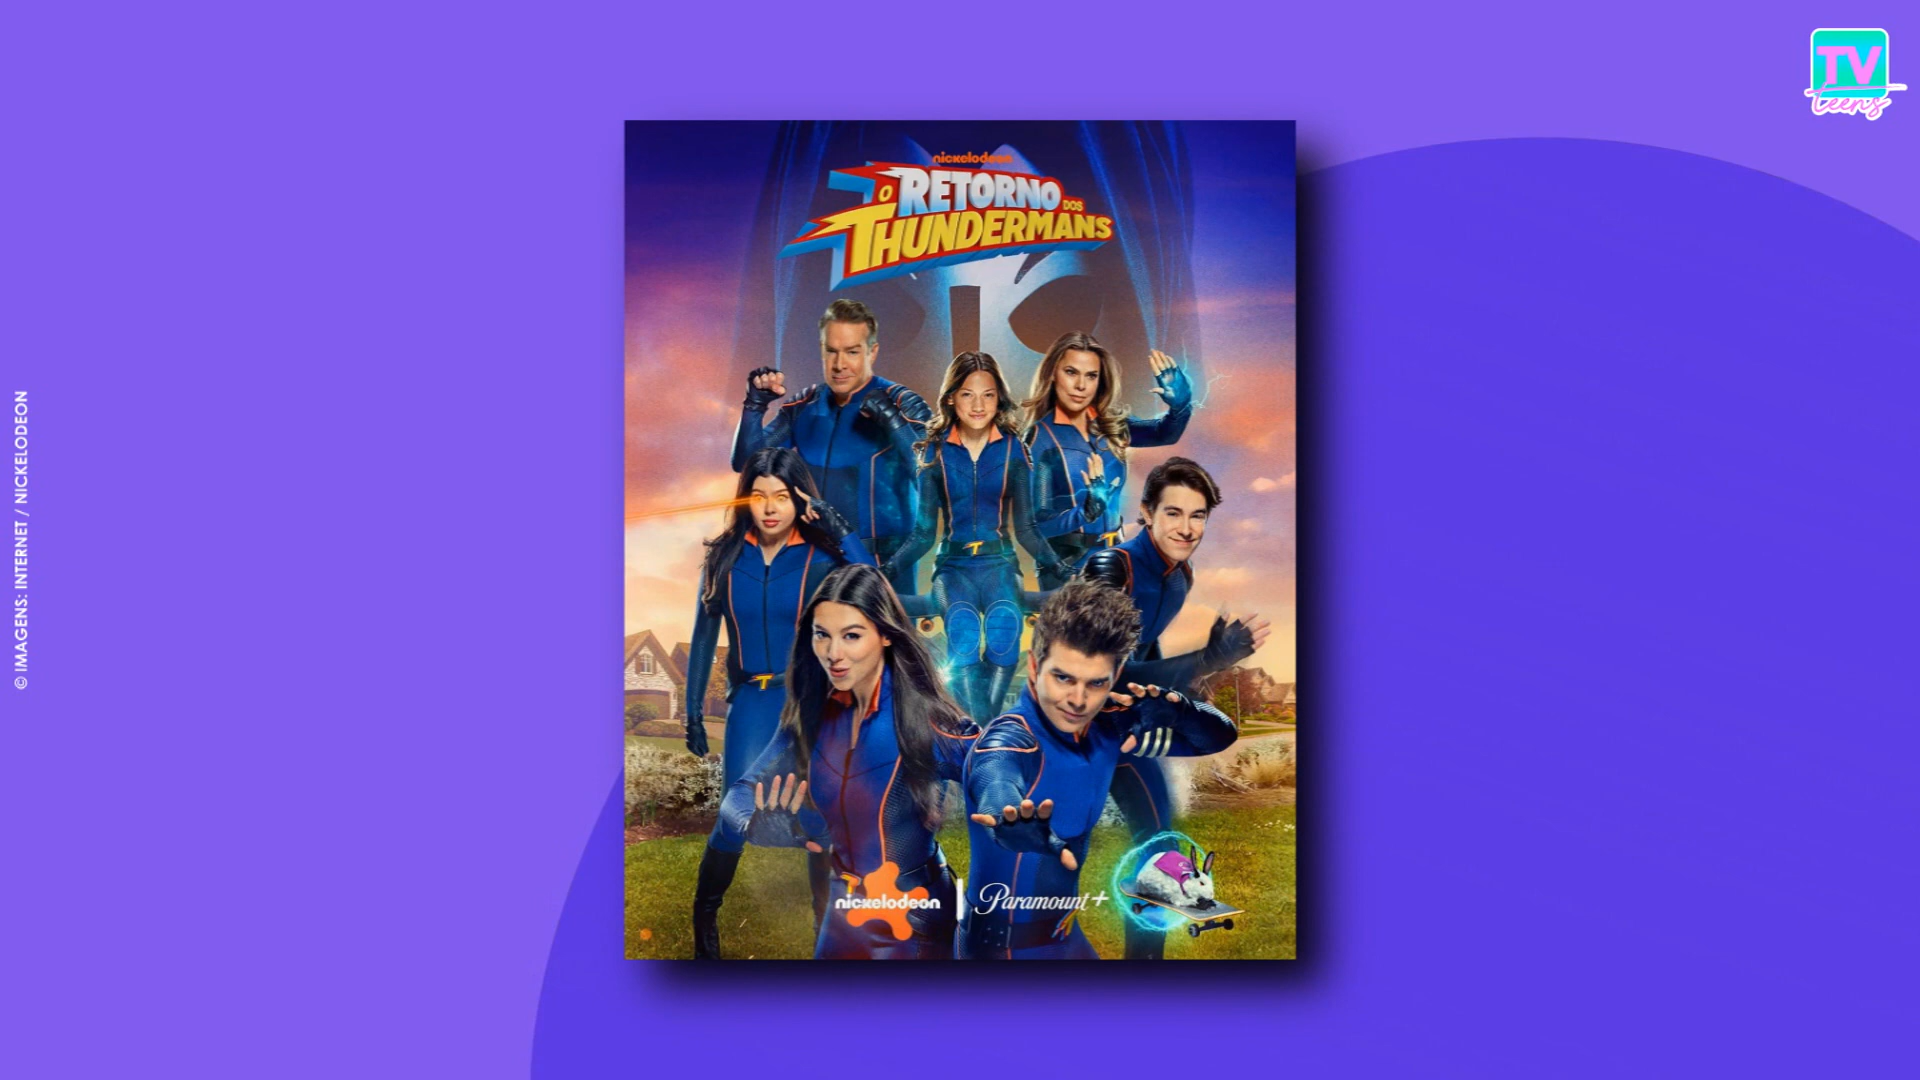 TV
teens
nickelodeon
O RETORNO DOS
THUNDERMANS
T
T
T
nickelodeon | Paramount+
© IMAGENS: INTERNET / NICKELODEON